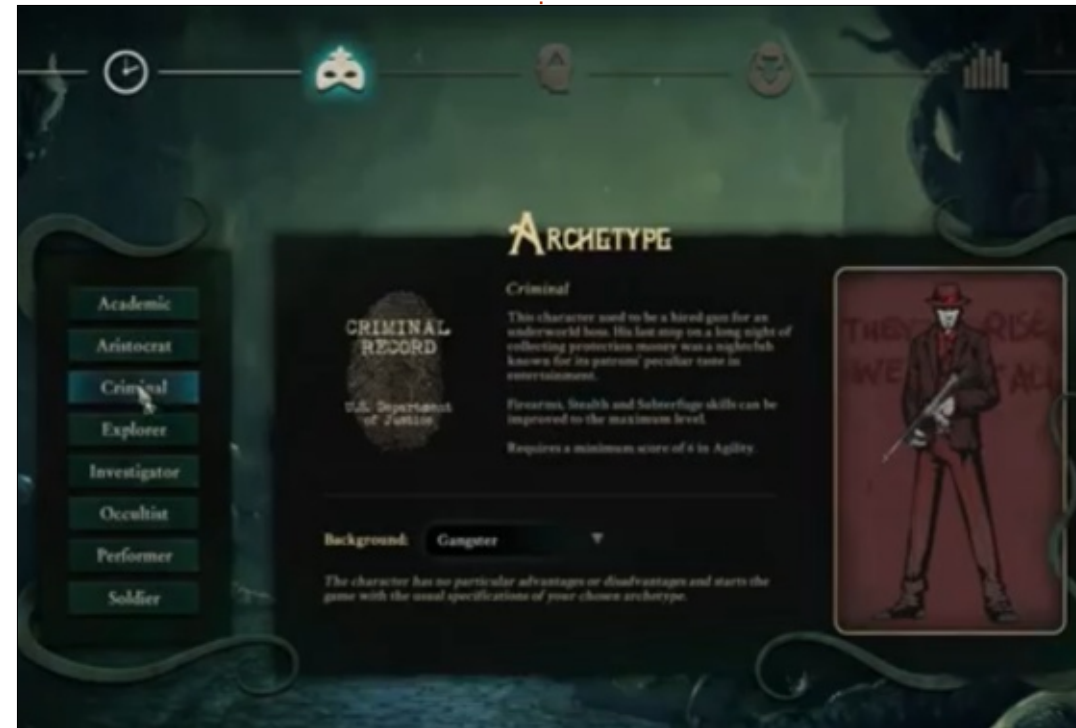 ARCHETYPE
Academic
Aristocrat
Criminal
Explorer
Investigator
Occultist
Performer
Soldier
CRIMINAL
RECORD
U.S. Department
of Justice
Criminal
This character used to be a hired gun for an
underworld boss. His last stop on a long night of
collecting protection money was a nightclub
known for its patrons' peculiar taste in
entertainment.
Firearms, Stealth and Subterfuge skills can be
improved to the maximum level.
Requires a minimum score of 6 in Agility.
Background: Gangster
The character has no particular advantages or disadvantages and starts the
game with the usual specifications of your chosen archetype.
RISE
WE